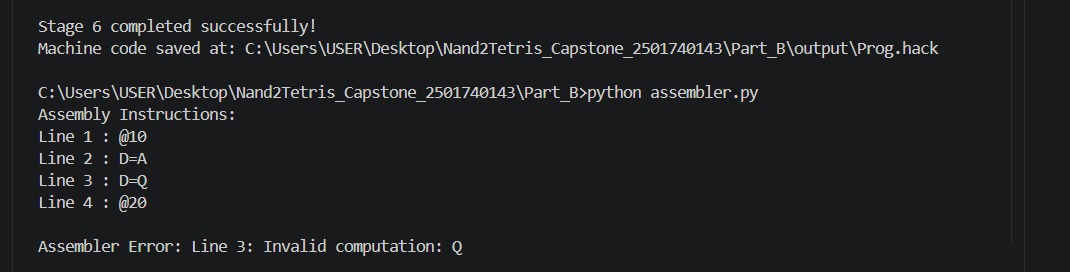 Stage 6 completed successfully!
Machine code saved at: C:\Users\USER\Desktop\Nand2Tetris_Capstone_2501740143\Part_B\output\Prog.hack
C:\Users\USER\Desktop\Nand2Tetris_Capstone_2501740143\Part_B>python assembler.py
Assembly Instructions:
Line 1 : @10
Line 2 : D=A
Line 3 : D=Q
Line 4 : @20
Assembler Error: Line 3: Invalid computation: Q